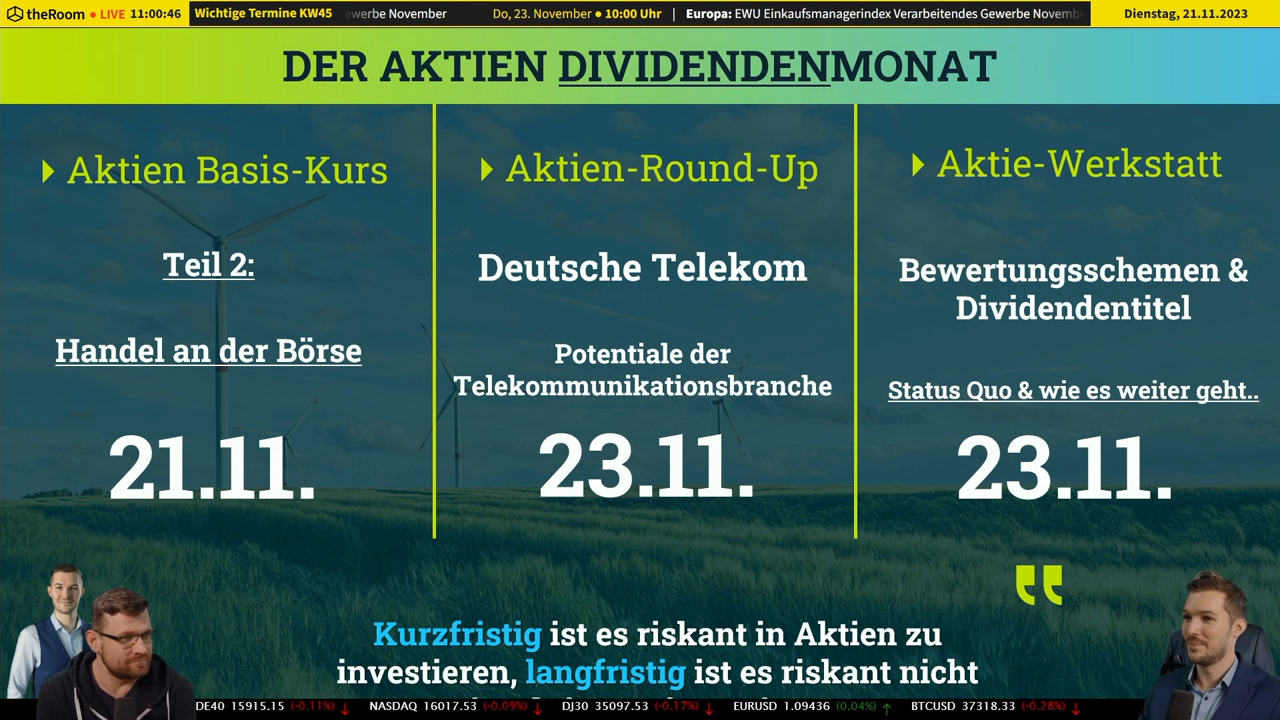 theRoom • LIVE 11:00:46 Wichtige Termine KW45 ewerbe November Do, 23. November • 10:00 Uhr | Europa: EWU Einkaufsmanagerindex Verarbeitendes Gewerbe Novemb Dienstag, 21.11.2023
DER AKTIEN DIVIDENDENMONAT
Aktien Basis-Kurs
Teil 2:
Handel an der Börse
21.11.
Aktien-Round-Up
Deutsche Telekom
Potentiale der
Telekommunikationsbranche
23.11.
Aktie-Werkstatt
Bewertungsschemen &
Dividendentitel
Status Quo & wie es weiter geht..
23.11.
Kurzfristig ist es riskant in Aktien zu
investieren, langfristig ist es riskant nicht
DE40 15915.15 (-0.11%) ↓ NASDAQ 16017.53 (-0.09%) ↓ DJ30 35097.53 (-0.17%) ↓ EURUSD 1.09436 (0.04%) ↑ BTCUSD 37318.33 (-0.28%) ↓